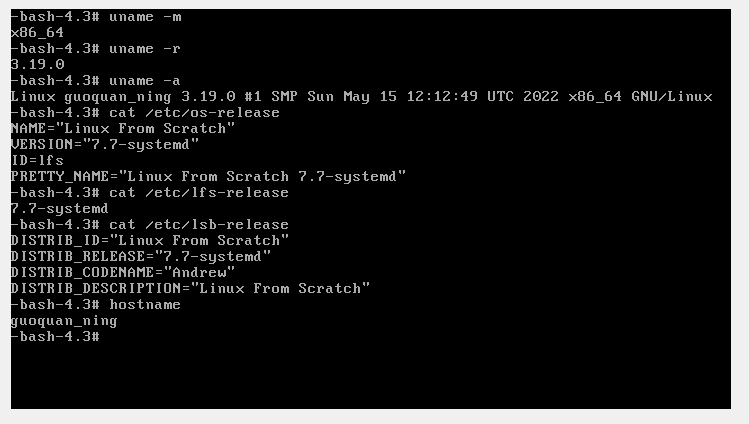 -bash-4.3# uname -m
x86_64
-bash-4.3# uname -r
3.19.0
-bash-4.3# uname -a
Linux guoquan_ning 3.19.0 #1 SMP Sun May 15 12:12:49 UTC 2022 x86_64 GNU/Linux
-bash-4.3# cat /etc/os-release
NAME="Linux From Scratch"
VERSION="7.7-systemd"
ID=lfs
PRETTY_NAME="Linux From Scratch 7.7-systemd"
-bash-4.3# cat /etc/lfs-release
7.7-systemd
-bash-4.3# cat /etc/lsb-release
DISTRIB_ID="Linux From Scratch"
DISTRIB_RELEASE="7.7-systemd"
DISTRIB_CODENAME="Andrew"
DISTRIB_DESCRIPTION="Linux From Scratch"
-bash-4.3# hostname
guoquan_ning
-bash-4.3#